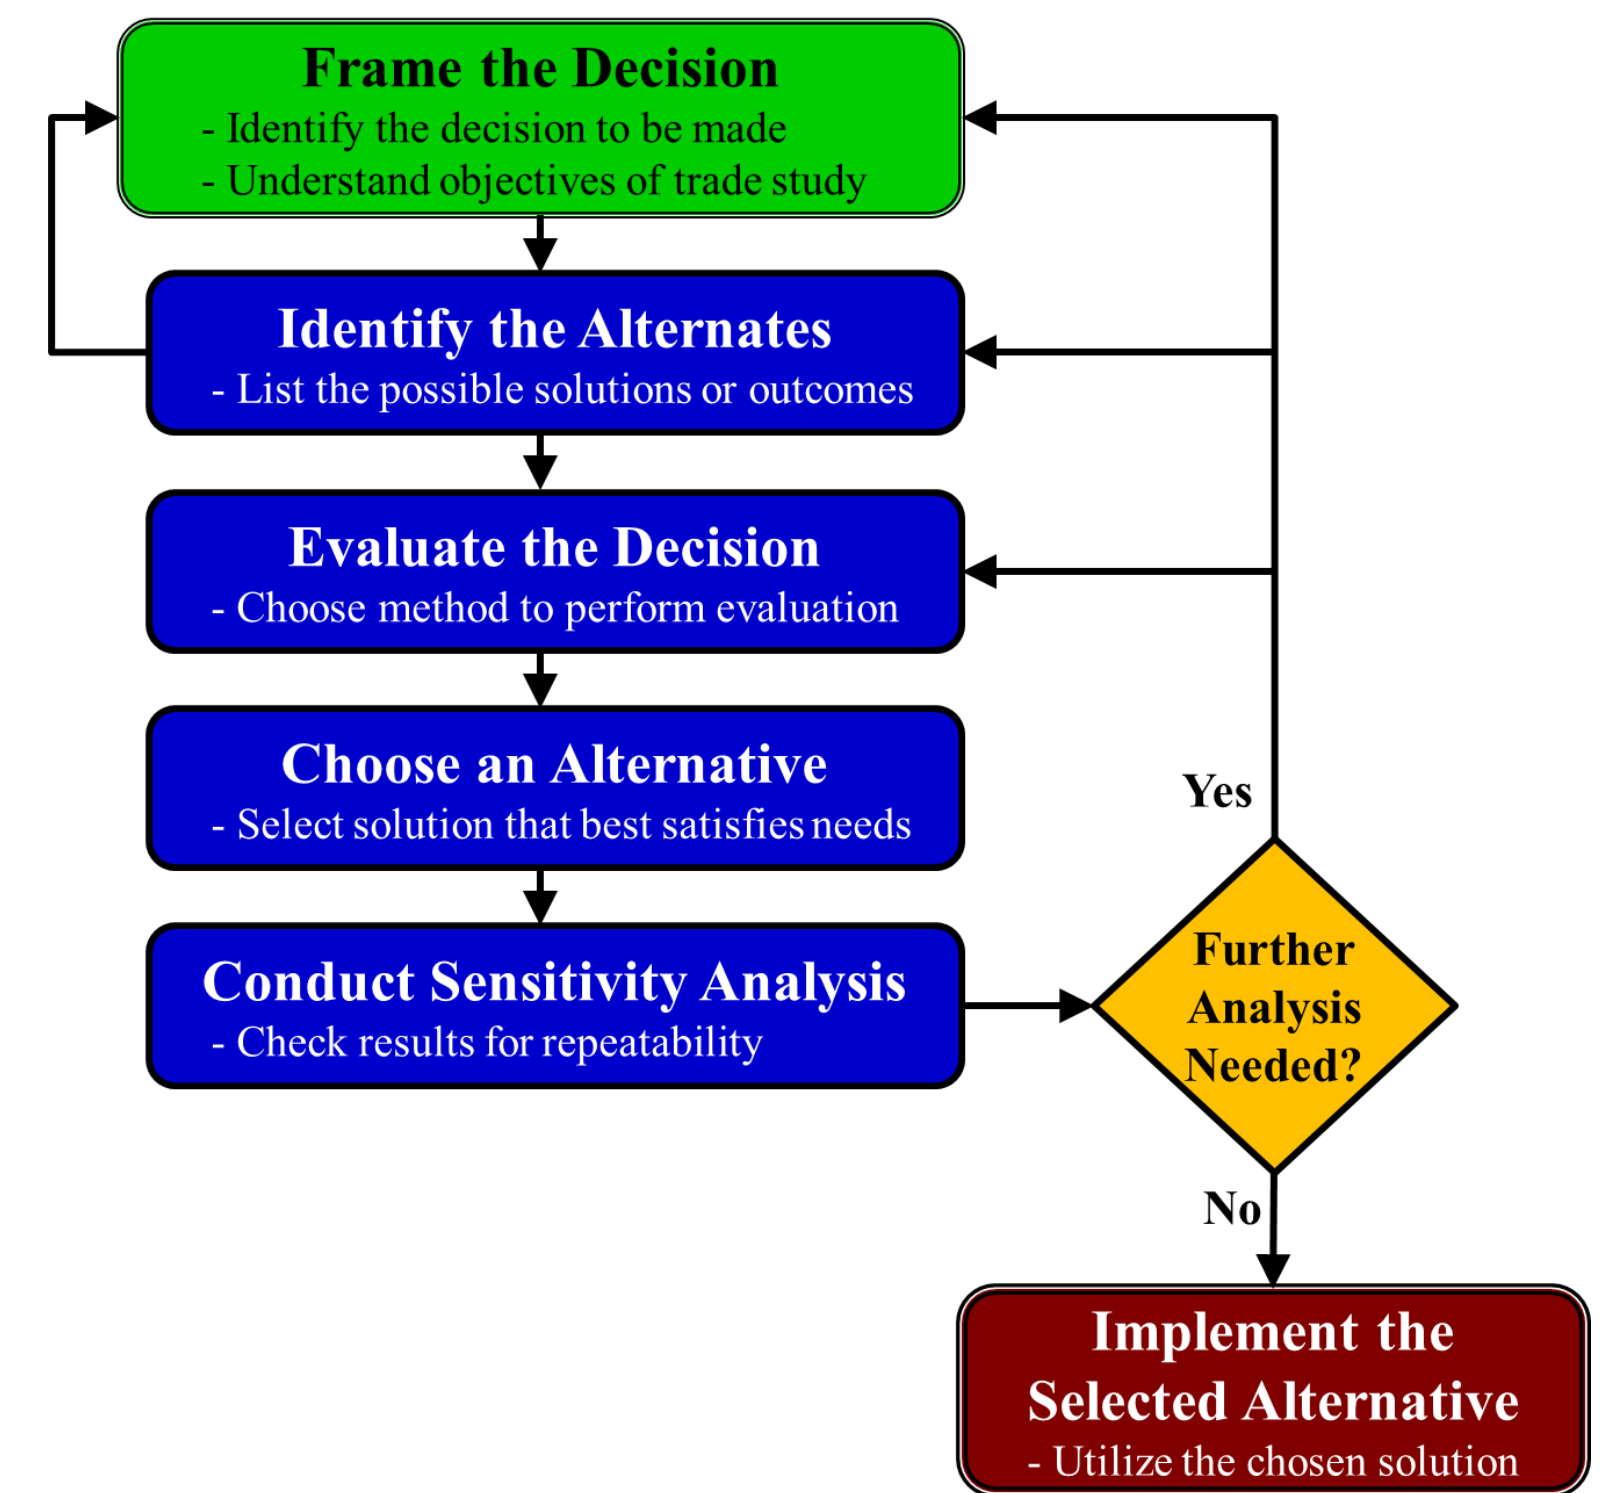 Frame the Decision
- Identify the decision to be made
- Understand objectives of trade study
Identify the Alternates
- List the possible solutions or outcomes
Evaluate the Decision
- Choose method to perform evaluation
Choose an Alternative
- Select solution that best satisfies needs
Conduct Sensitivity Analysis
- Check results for repeatability
Yes
Further
Analysis
Needed?
No
Implement the
Selected Alternative
- Utilize the chosen solution